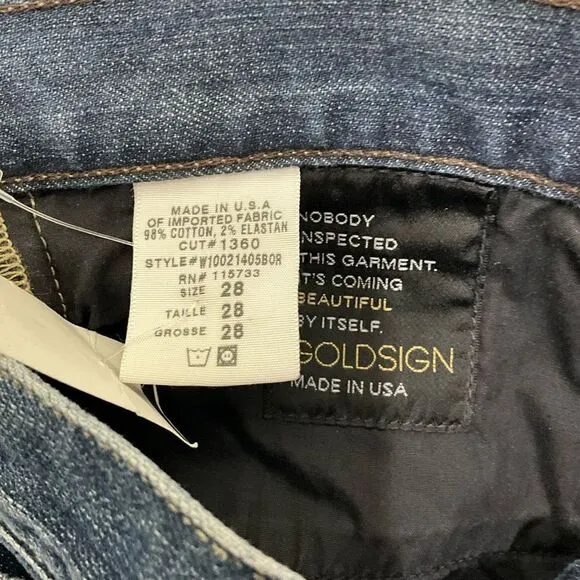 MADE IN U.S.A
OF IMPORTED FABRIC
98% COTTON, 2% ELASTAN
CUT#1360
STYLE#W10021405BOR
RN# 115733
SIZE 28
TAILLE 28
GROSSE 28
NOBODY
INSPECTED
THIS GARMENT.
IT'S COMING
BEAUTIFUL
BY ITSELF.
GOLDSIGN
MADE IN USA